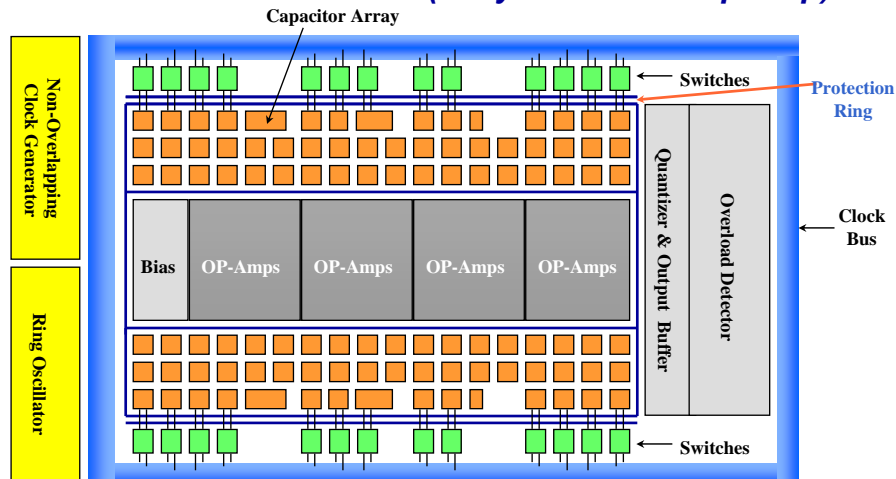 Capacitor Array
Switches
Protection
Ring
Non-Overlapping
Clock Generator
Bias
OP-Amps
OP-Amps
OP-Amps
OP-Amps
Quantizer & Output Buffer
Overload Detector
Clock
Bus
Ring Oscillator
Switches